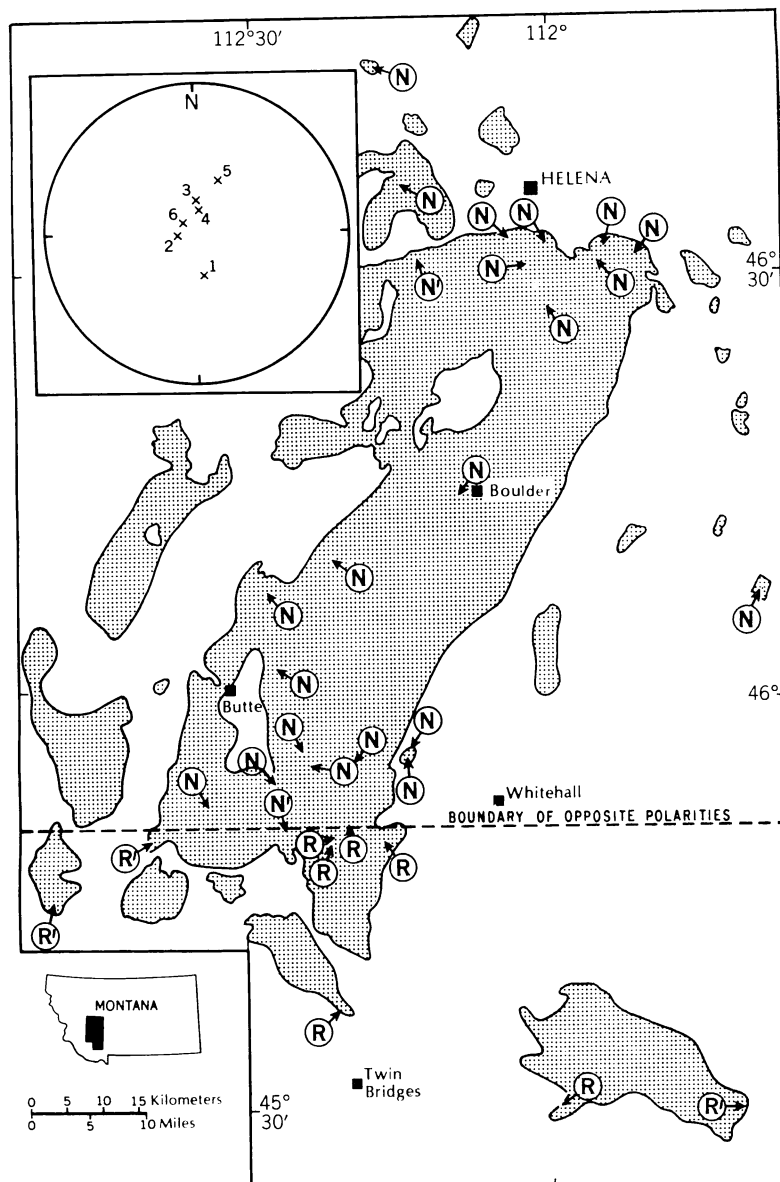 112°30′ 112°
N
N
5
3
4
6
2
1
N
HELENA
N N N N
46°
30′
N
N′
N
N
N
Boulder
N
N
N
N
46°
Butte
N
N N
N
N
N
N
N′
Whitehall
BOUNDARY OF OPPOSITE POLARITIES
R R
R′
R
R
R′
MONTANA
R
Twin
Bridges
R
R′
0 5 10 15 Kilometers
0 5 10 Miles
45°
30′